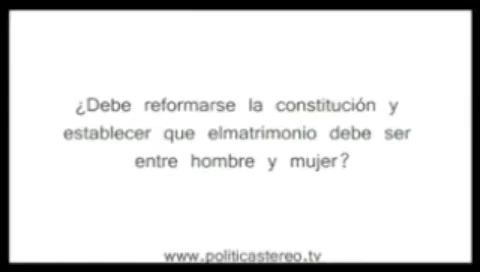 ¿Debe reformarse la constitución y
establecer que elmatrimonio debe ser
entre hombre y mujer?
www.politicastereo.tv